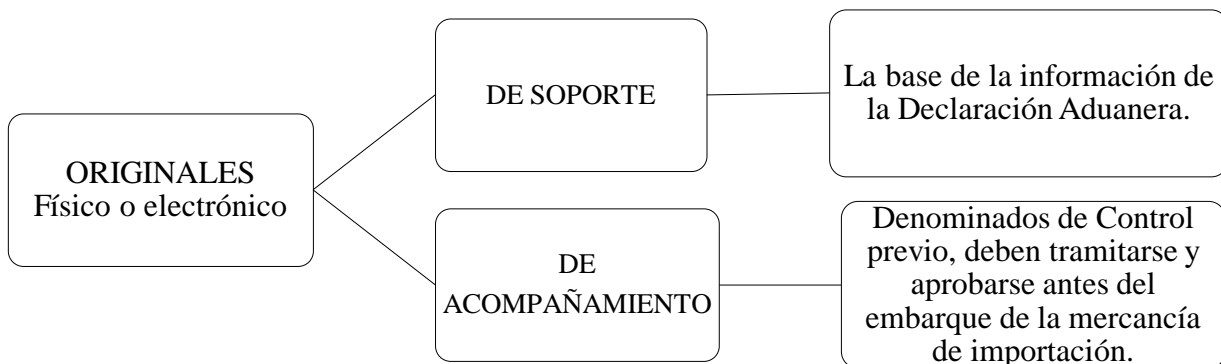 ORIGINALES
Físico o electrónico
DE SOPORTE
La base de la información de
la Declaración Aduanera.
DE
ACOMPAÑAMIENTO
Denominados de Control
previo, deben tramitarse y
aprobarse antes del
embarque de la mercancía
de importación.